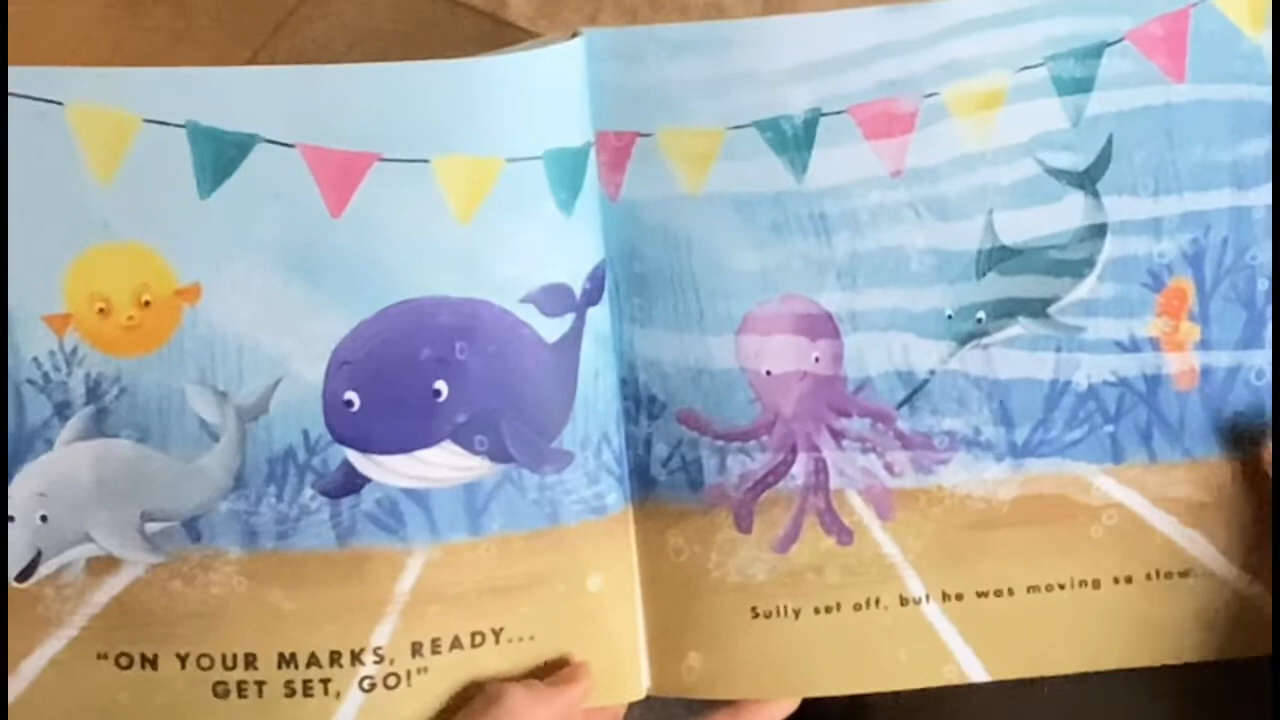 "ON YOUR MARKS, READY...
GET SET, GO!"
Sully set off, but he was moving so slow...